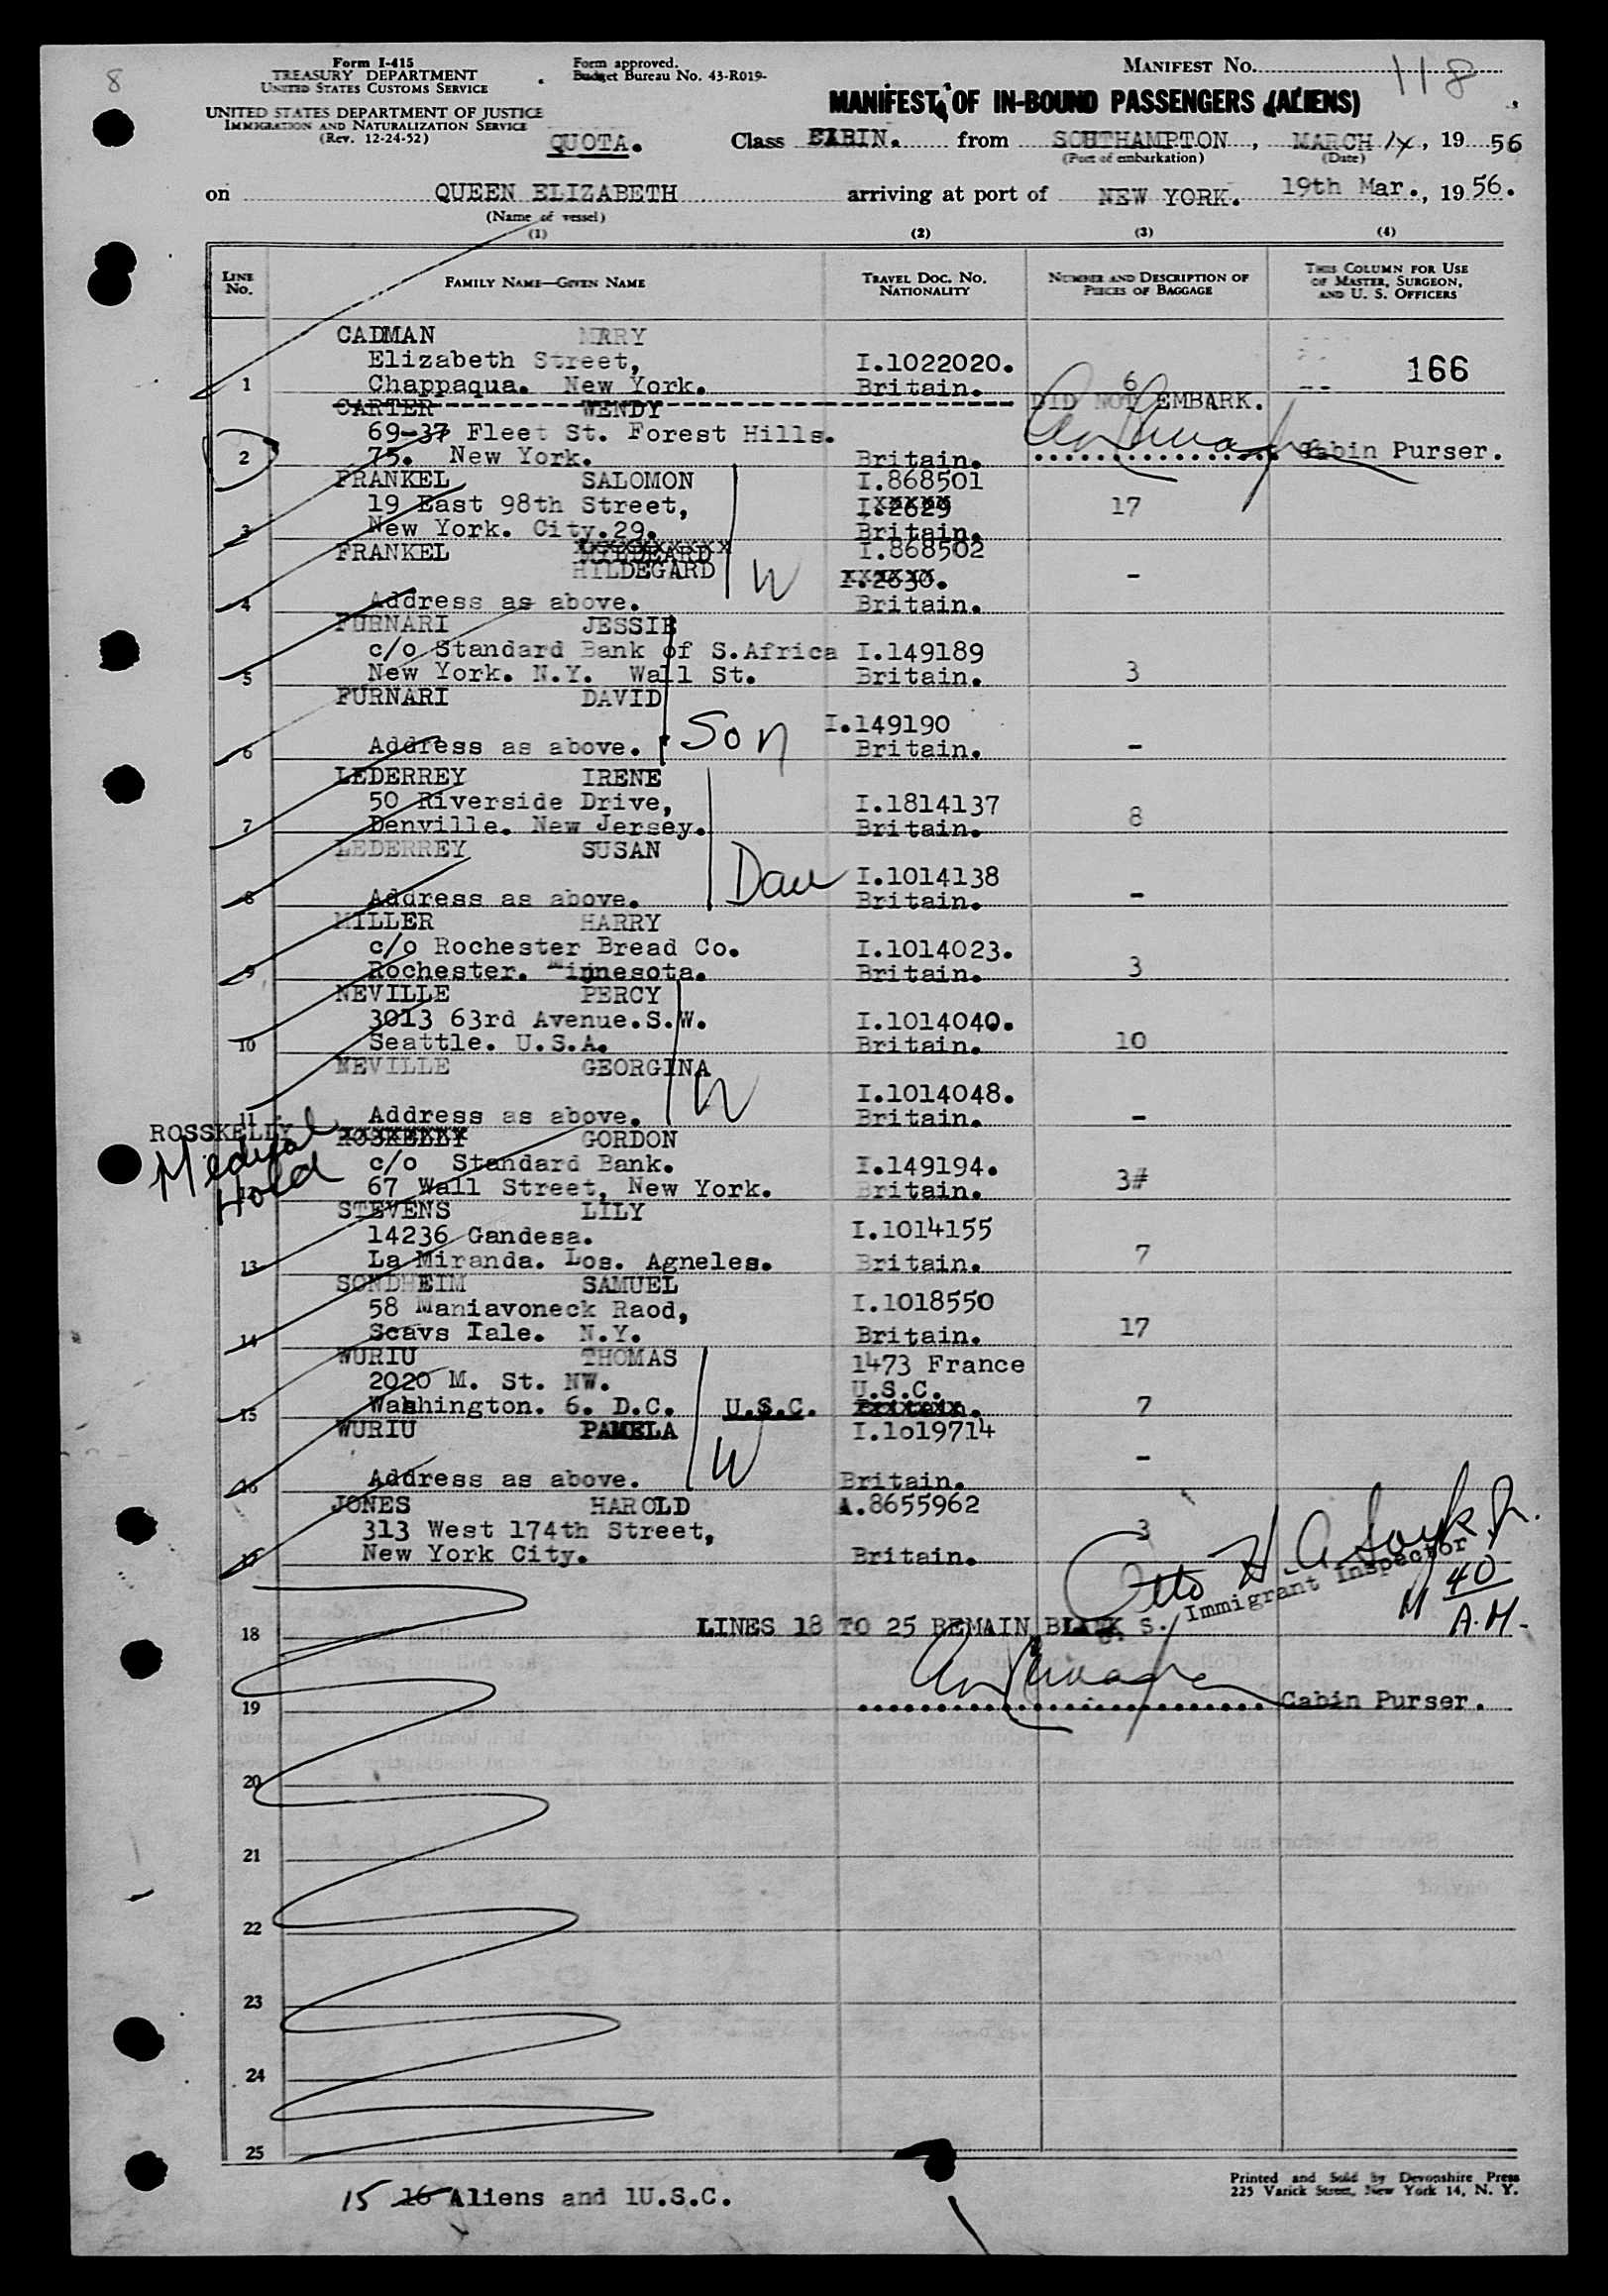 8
Form I-415
TREASURY DEPARTMENT
UNITED STATES CUSTOMS SERVICE
UNITED STATES DEPARTMENT OF JUSTICE
IMMIGRATION AND NATURALIZATION SERVICE
(Rev. 12-24-52)
Form approved.
Budget Bureau No. 43-R019-
MANIFEST NO. 118
MANIFEST OF IN-BOUND PASSENGERS (ALIENS)
QUOTA. Class CABIN. from SOUTHAMPTON, MARCH 14, 19 56
(Port of embarkation) (Date)
on QUEEN ELIZABETH arriving at port of NEW YORK. 19th Mar., 19 56.
(Name of vessel)
(1) (2) (3) (4)
LINE No. FAMILY NAME—GIVEN NAME TRAVEL DOC. NO. NATIONALITY NUMBER AND DESCRIPTION OF PIECES OF BAGGAGE THIS COLUMN FOR USE OF MASTER, SURGEON, AND U. S. OFFICERS
CADMAN MARY
Elizabeth Street, I.1022020. 166
1 Chappaqua. New York. Britain. 6
CARTER WENDY DID NOT EMBARK.
69-37 Fleet St. Forest Hills.
2 75. New York. Britain. Cabin Purser.
FRANKEL SALOMON I.868501
19 East 98th Street, I.2629 17
3 New York. City.29. Britain.
FRANKEL I.868502
HILDEGARD W I.2630. -
4 Address as above. Britain.
FURNARI JESSIE
c/o Standard Bank of S.Africa I.149189
5 New York. N.Y. Wall St. Britain. 3
FURNARI DAVID
Son I.149190
6 Address as above. Britain. -
LEDERREY IRENE
50 Riverside Drive, I.1814137
7 Denville. New Jersey. Britain. 8
LEDERREY SUSAN
Dau I.1014138
8 Address as above. Britain. -
MILLER HARRY
c/o Rochester Bread Co. I.1014023.
9 Rochester. Minnesota. Britain. 3
NEVILLE PERCY
3013 63rd Avenue.S.W. I.1014040.
10 Seattle. U.S.A. Britain. 10
NEVILLE GEORGINA
W I.1014048.
11 Address as above. Britain. -
ROSSKELLY ROSKELLY GORDON
Medical Hold
c/o Standard Bank. I.149194.
12 67 Wall Street, New York. Britain. 3#
STEVENS LILY
14236 Gandesa. I.1014155
13 La Miranda. Los. Agneles. Britain. 7
SONDHEIM SAMUEL
58 Maniavoneck Raod, I.1018550
14 Scavs Iale. N.Y. Britain. 17
WURIU THOMAS 1473 France
2020 M. St. NW. U.S.C.
15 Washington. 6. D.C. U.S.C. Britain. 7
WURIU PAMELA I.1019714
W -
16 Address as above. Britain.
JONES HAROLD A.8655962
313 West 174th Street, 3
17 New York City. Britain.
Immigrant Inspector
40
A.M.
18 LINES 18 TO 25 REMAIN BLANK
19 Cabin Purser.
20
21
22
23
24
25
15 16 Aliens and 1U.S.C.
Printed and Sold by Devonshire Press
225 Varick Street, New York 14, N. Y.